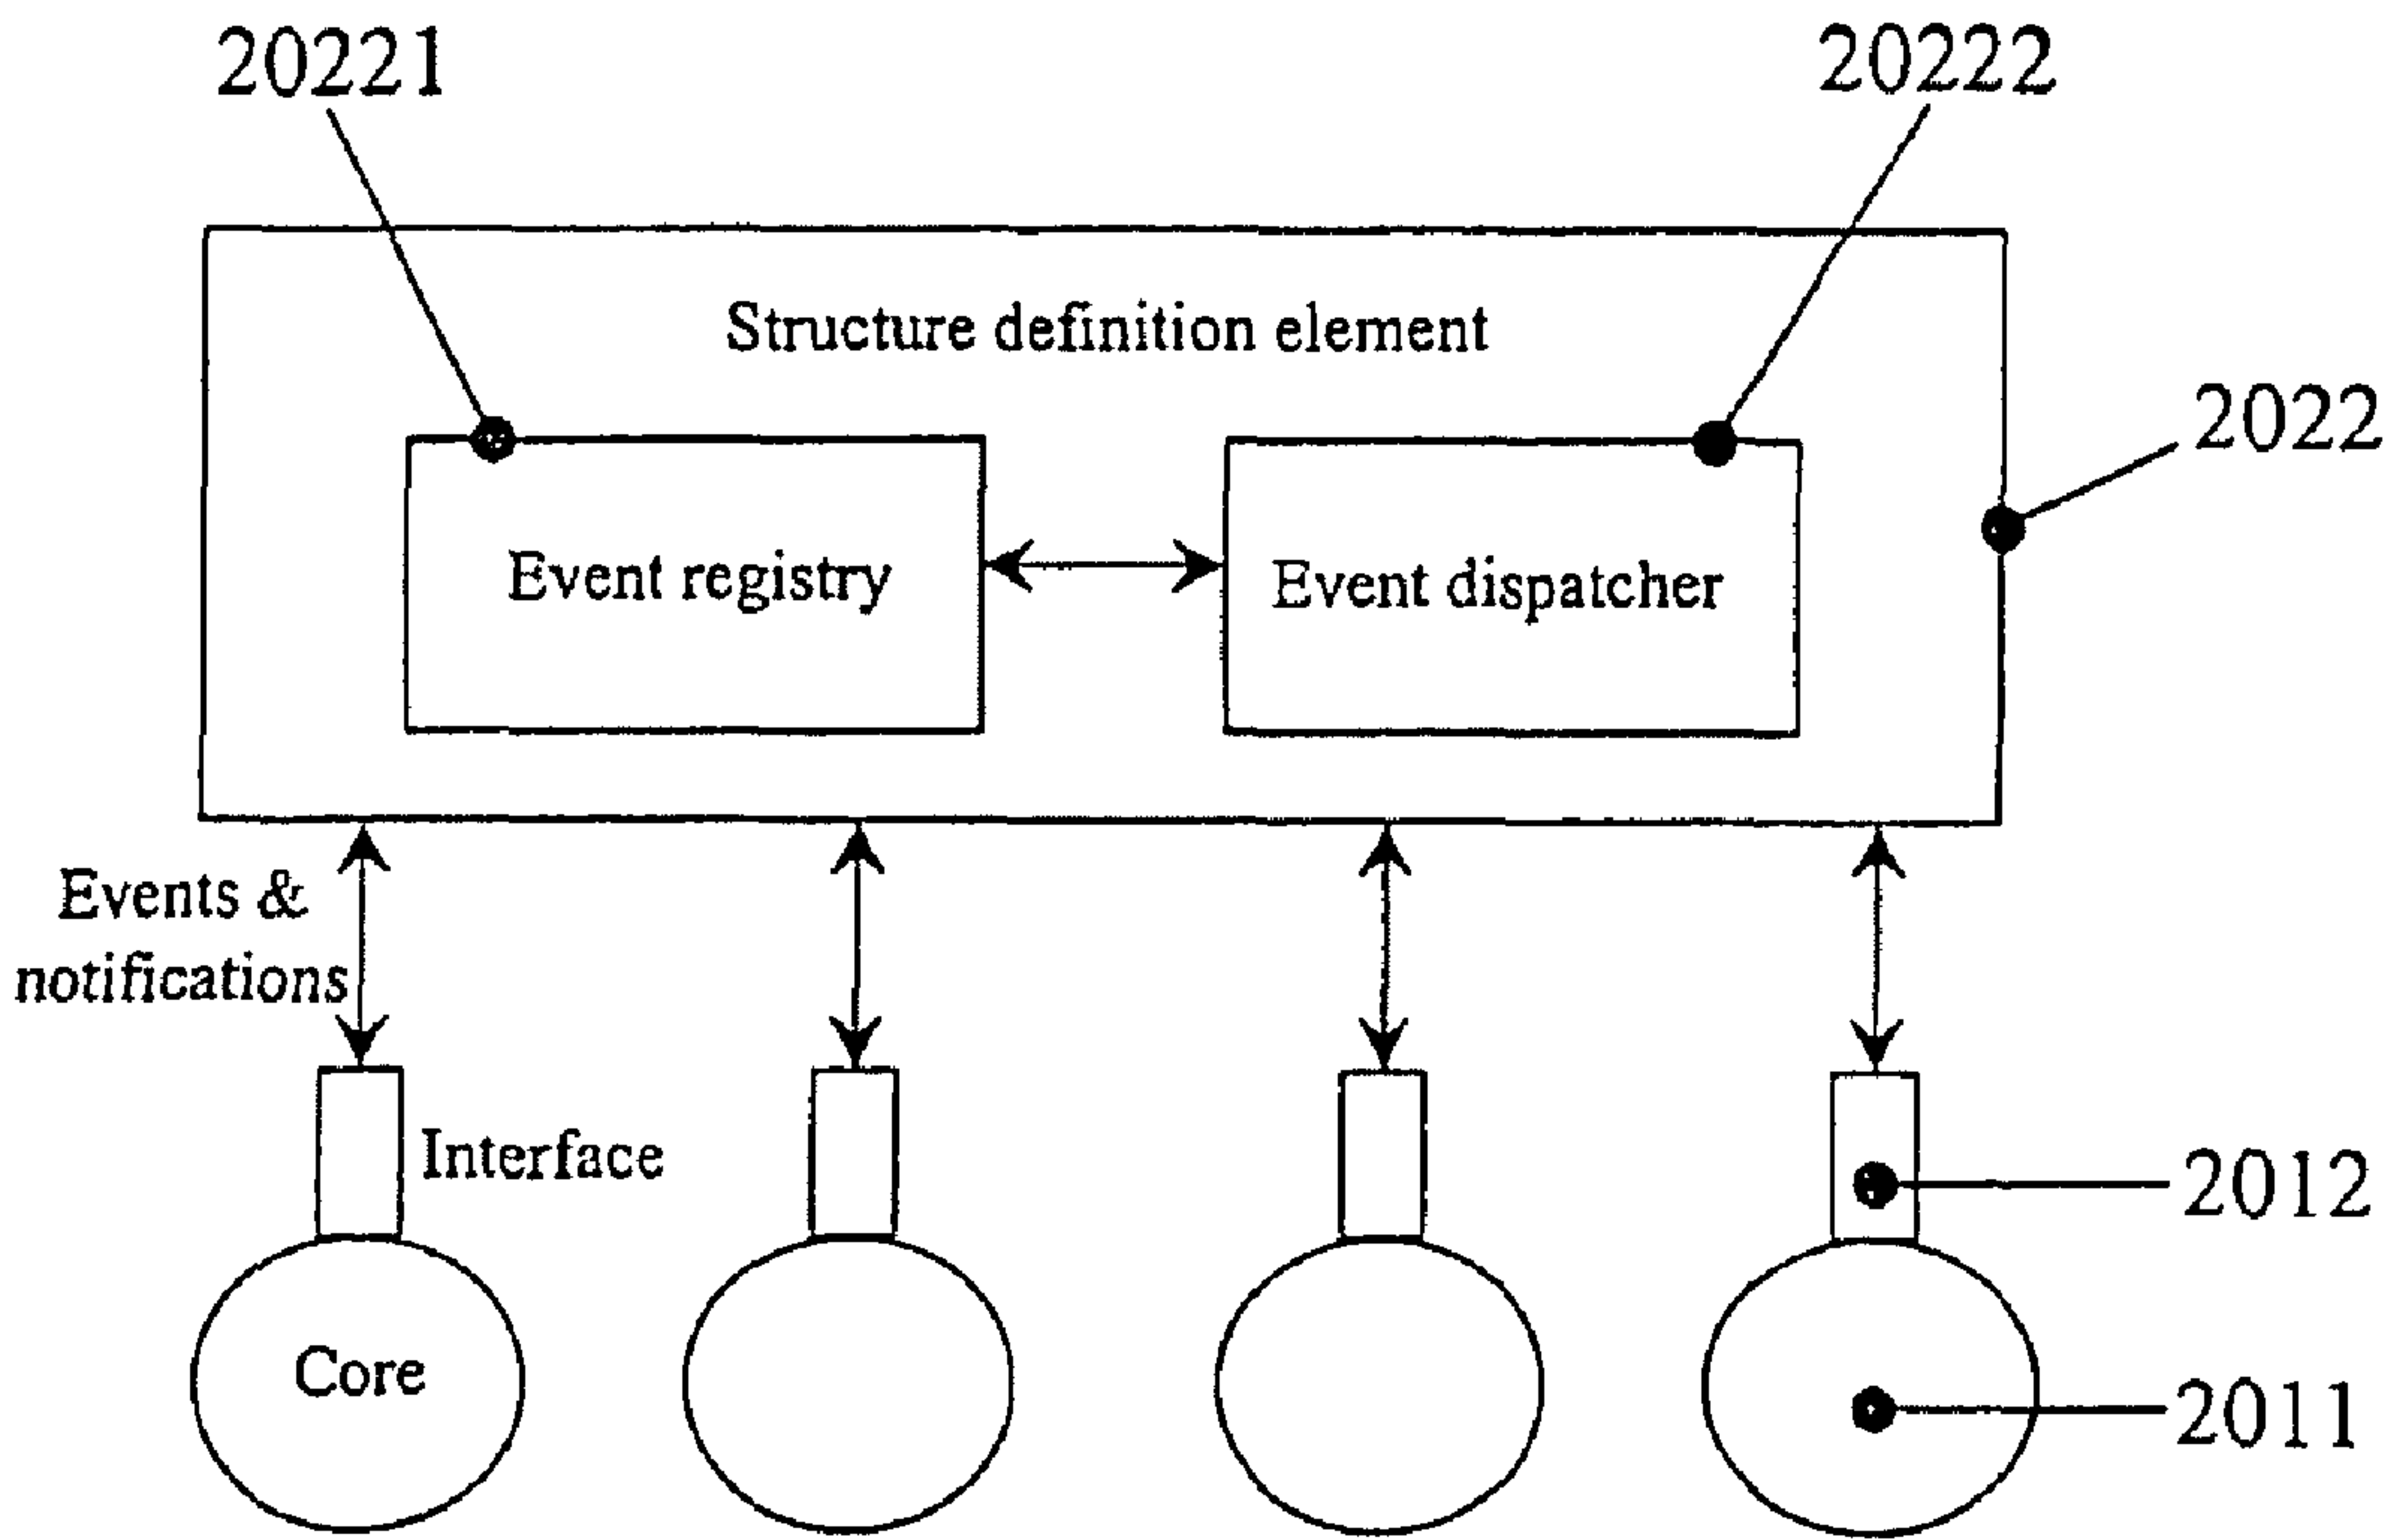 20221
20222
Structure definition element
2022
Event registry
Event dispatcher
Events &
notifications
Interface
2012
Core
2011